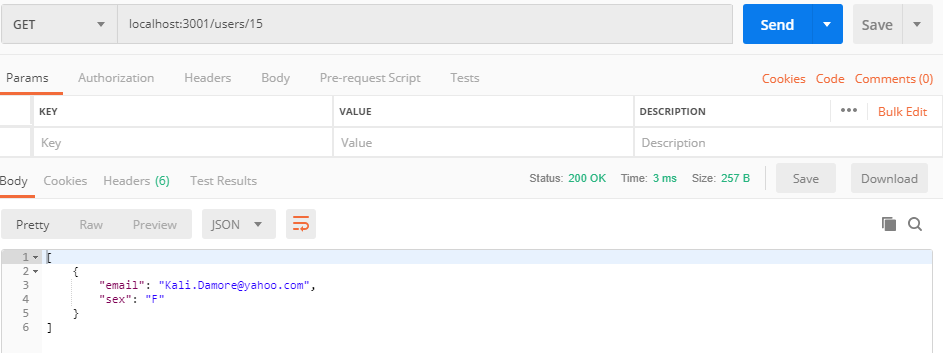 GET localhost:3001/users/15 Send Save
Params Authorization Headers Body Pre-request Script Tests Cookies Code Comments (0)
KEY VALUE DESCRIPTION ••• Bulk Edit
Key Value Description
Body Cookies Headers (6) Test Results Status: 200 OK Time: 3 ms Size: 257 B Save Download
Pretty Raw Preview JSON
1 [
2 {
3 "email": "Kali.Damore@yahoo.com",
4 "sex": "F"
5 }
6 ]